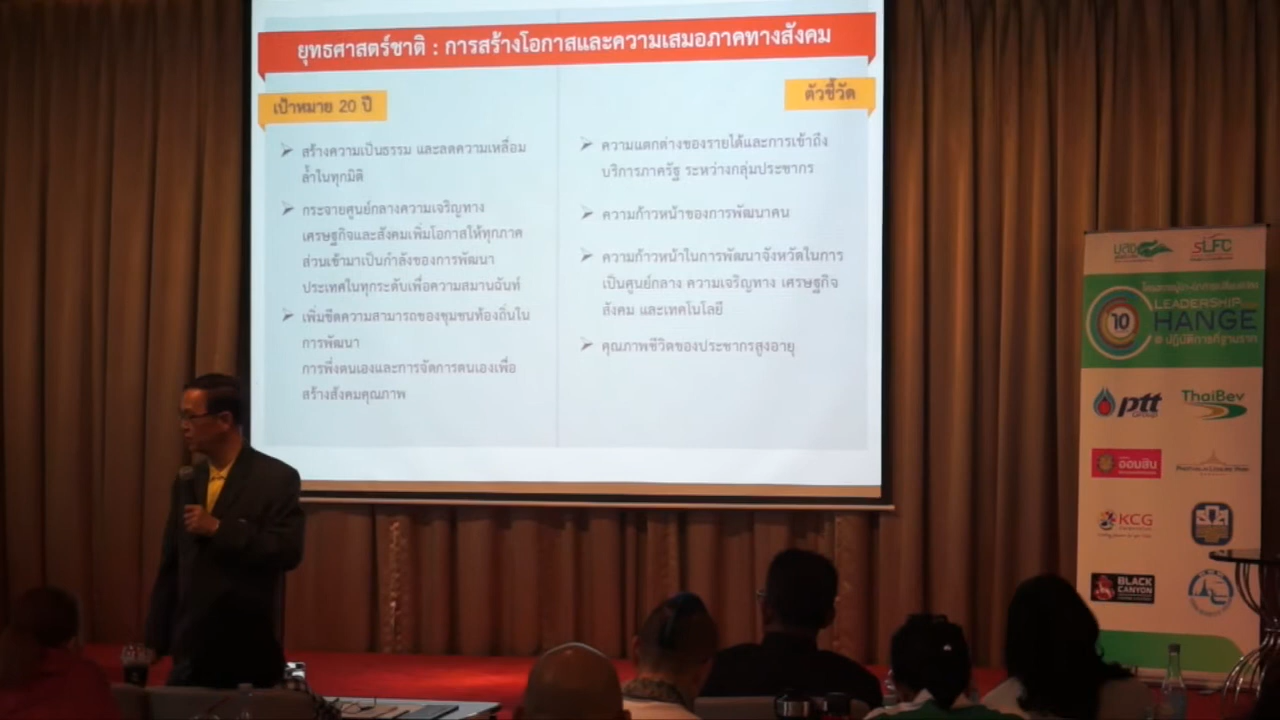 ยุทธศาสตร์ชาติ : การสร้างโอกาสและความเสมอภาคทางสังคม
เป้าหมาย 20 ปี
สร้างความเป็นธรรม และลดความเหลื่อม
ล้ำในทุกมิติ
กระจายศูนย์กลางความเจริญทาง
เศรษฐกิจและสังคมเพิ่มโอกาสให้ทุกภาค
ส่วนเข้ามาเป็นกำลังของการพัฒนา
ประเทศในทุกระดับเพื่อความสมานฉันท์
เพิ่มขีดความสามารถของชุมชนท้องถิ่นใน
การพัฒนา
การพึ่งตนเองและการจัดการตนเองเพื่อ
สร้างสังคมคุณภาพ
ตัวชี้วัด
ความแตกต่างของรายได้และการเข้าถึง
บริการภาครัฐ ระหว่างกลุ่มประชากร
ความก้าวหน้าของการพัฒนาคน
ความก้าวหน้าในการพัฒนาจังหวัดในการ
เป็นศูนย์กลาง ความเจริญทาง เศรษฐกิจ
สังคม และเทคโนโลยี
คุณภาพชีวิตของประชากรสูงอายุ
SLFC
LEADERSHIP
10 HANGE
ptt ThaiBev
GROUP
ออมสิน
KCG
BLACK
CANYON